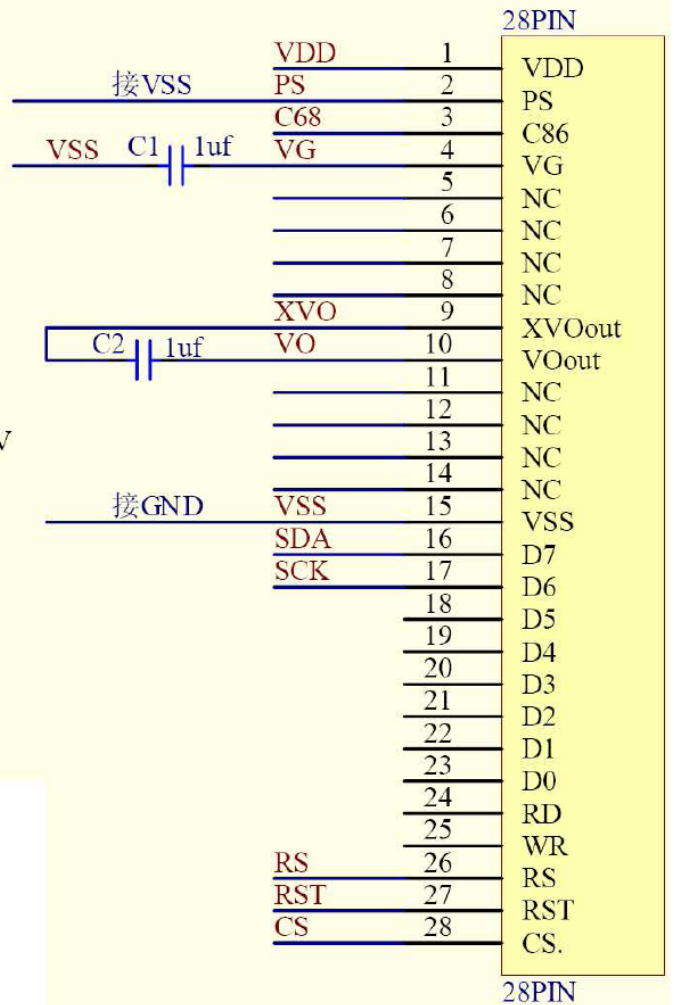 28PIN
VDD 1 VDD
接VSS PS 2 PS
C68 3 C86
VSS C1 1uf VG 4 VG
5 NC
6 NC
7 NC
8 NC
XVO 9 XVOout
C2 1uf VO 10 VOout
11 NC
12 NC
V
13 NC
14 NC
接GND VSS 15 VSS
SDA 16 D7
SCK 17 D6
18 D5
19 D4
20 D3
21 D2
22 D1
23 D0
24 RD
25 WR
RS 26 RS
RST 27 RST
CS 28 CS.
28PIN